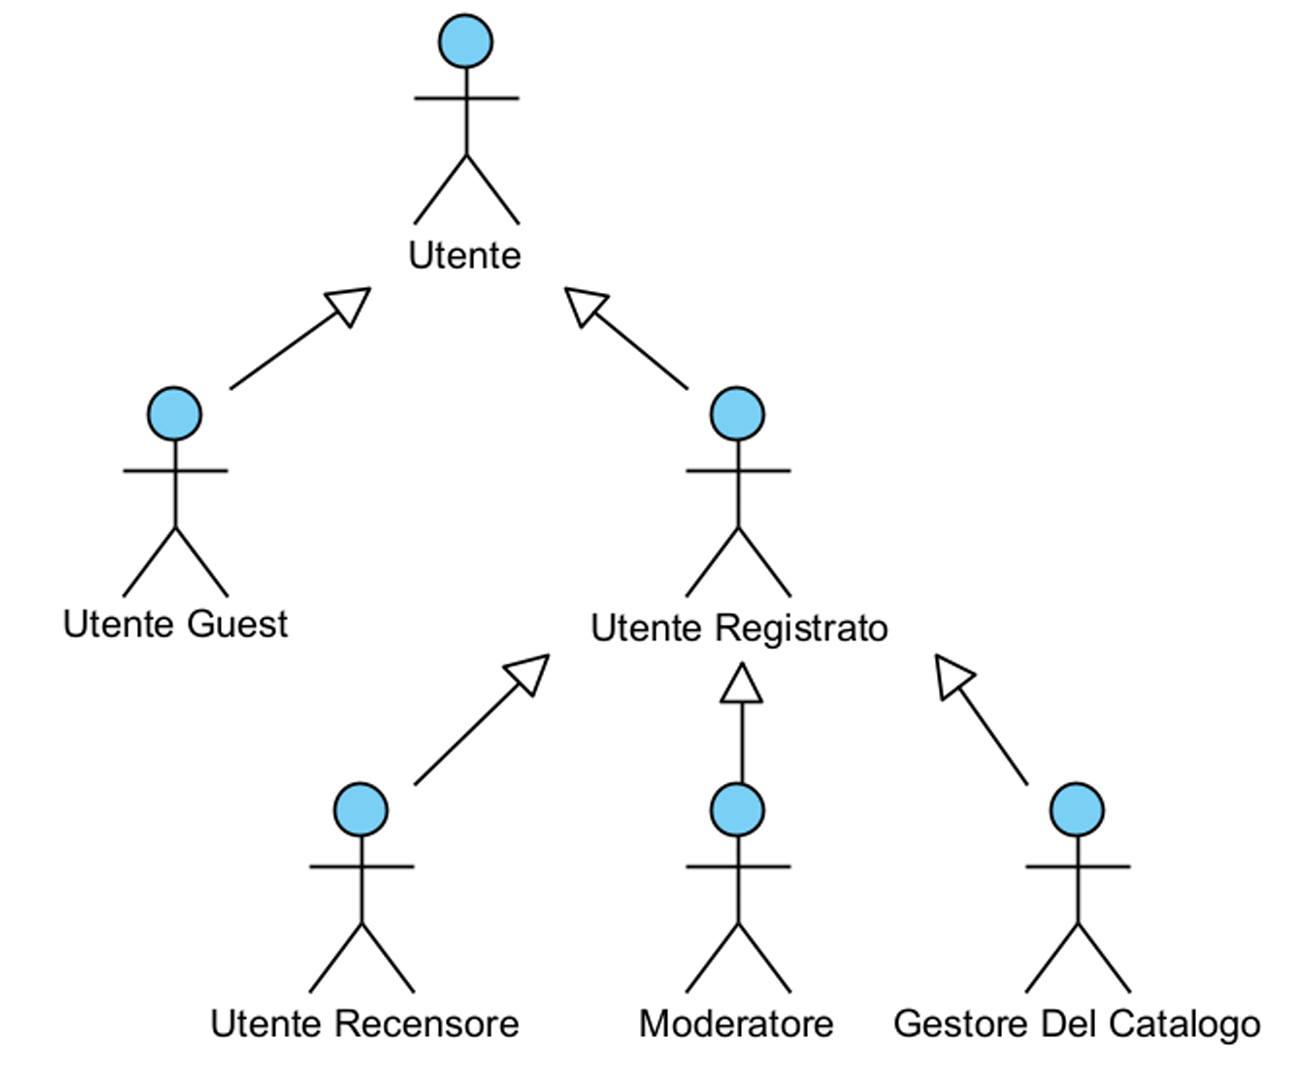 Utente
Utente Guest
Utente Registrato
Utente Recensore
Moderatore
Gestore Del Catalogo